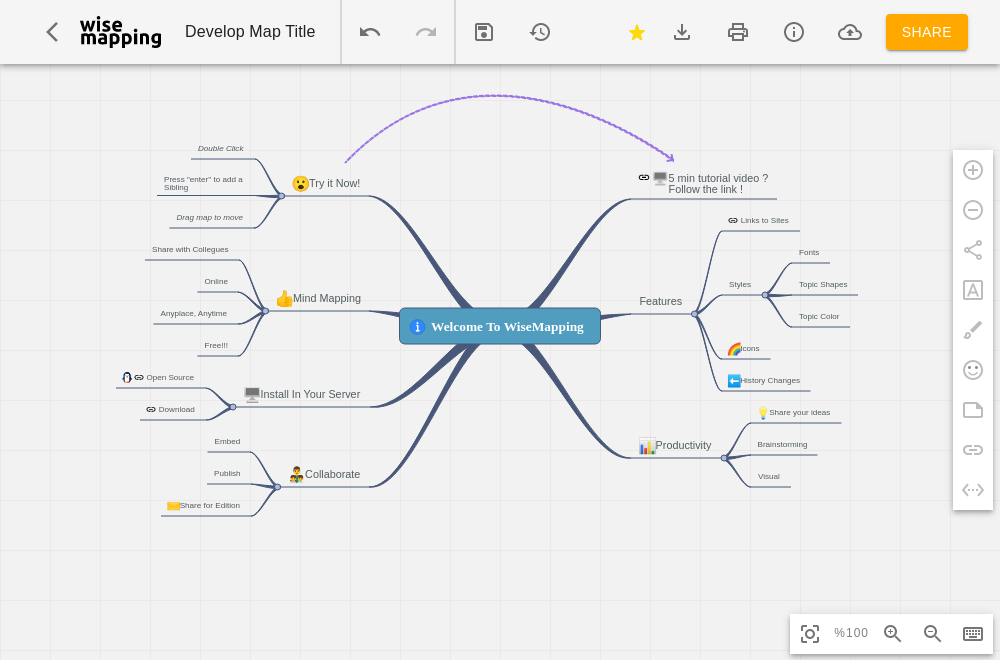 wise
mapping
Develop Map Title
SHARE
Double Click
Press "enter" to add a
Sibling
Drag map to move
Try it Now!
Share with Collegues
Online
Anyplace, Anytime
Free!!!
Mind Mapping
Open Source
Download
Install In Your Server
Embed
Publish
Share for Edition
Collaborate
Welcome To WiseMapping
5 min tutorial video ?
Follow the link !
Features
Links to Sites
Styles
Fonts
Topic Shapes
Topic Color
Icons
History Changes
Productivity
Share your ideas
Brainstorming
Visual
A
%100